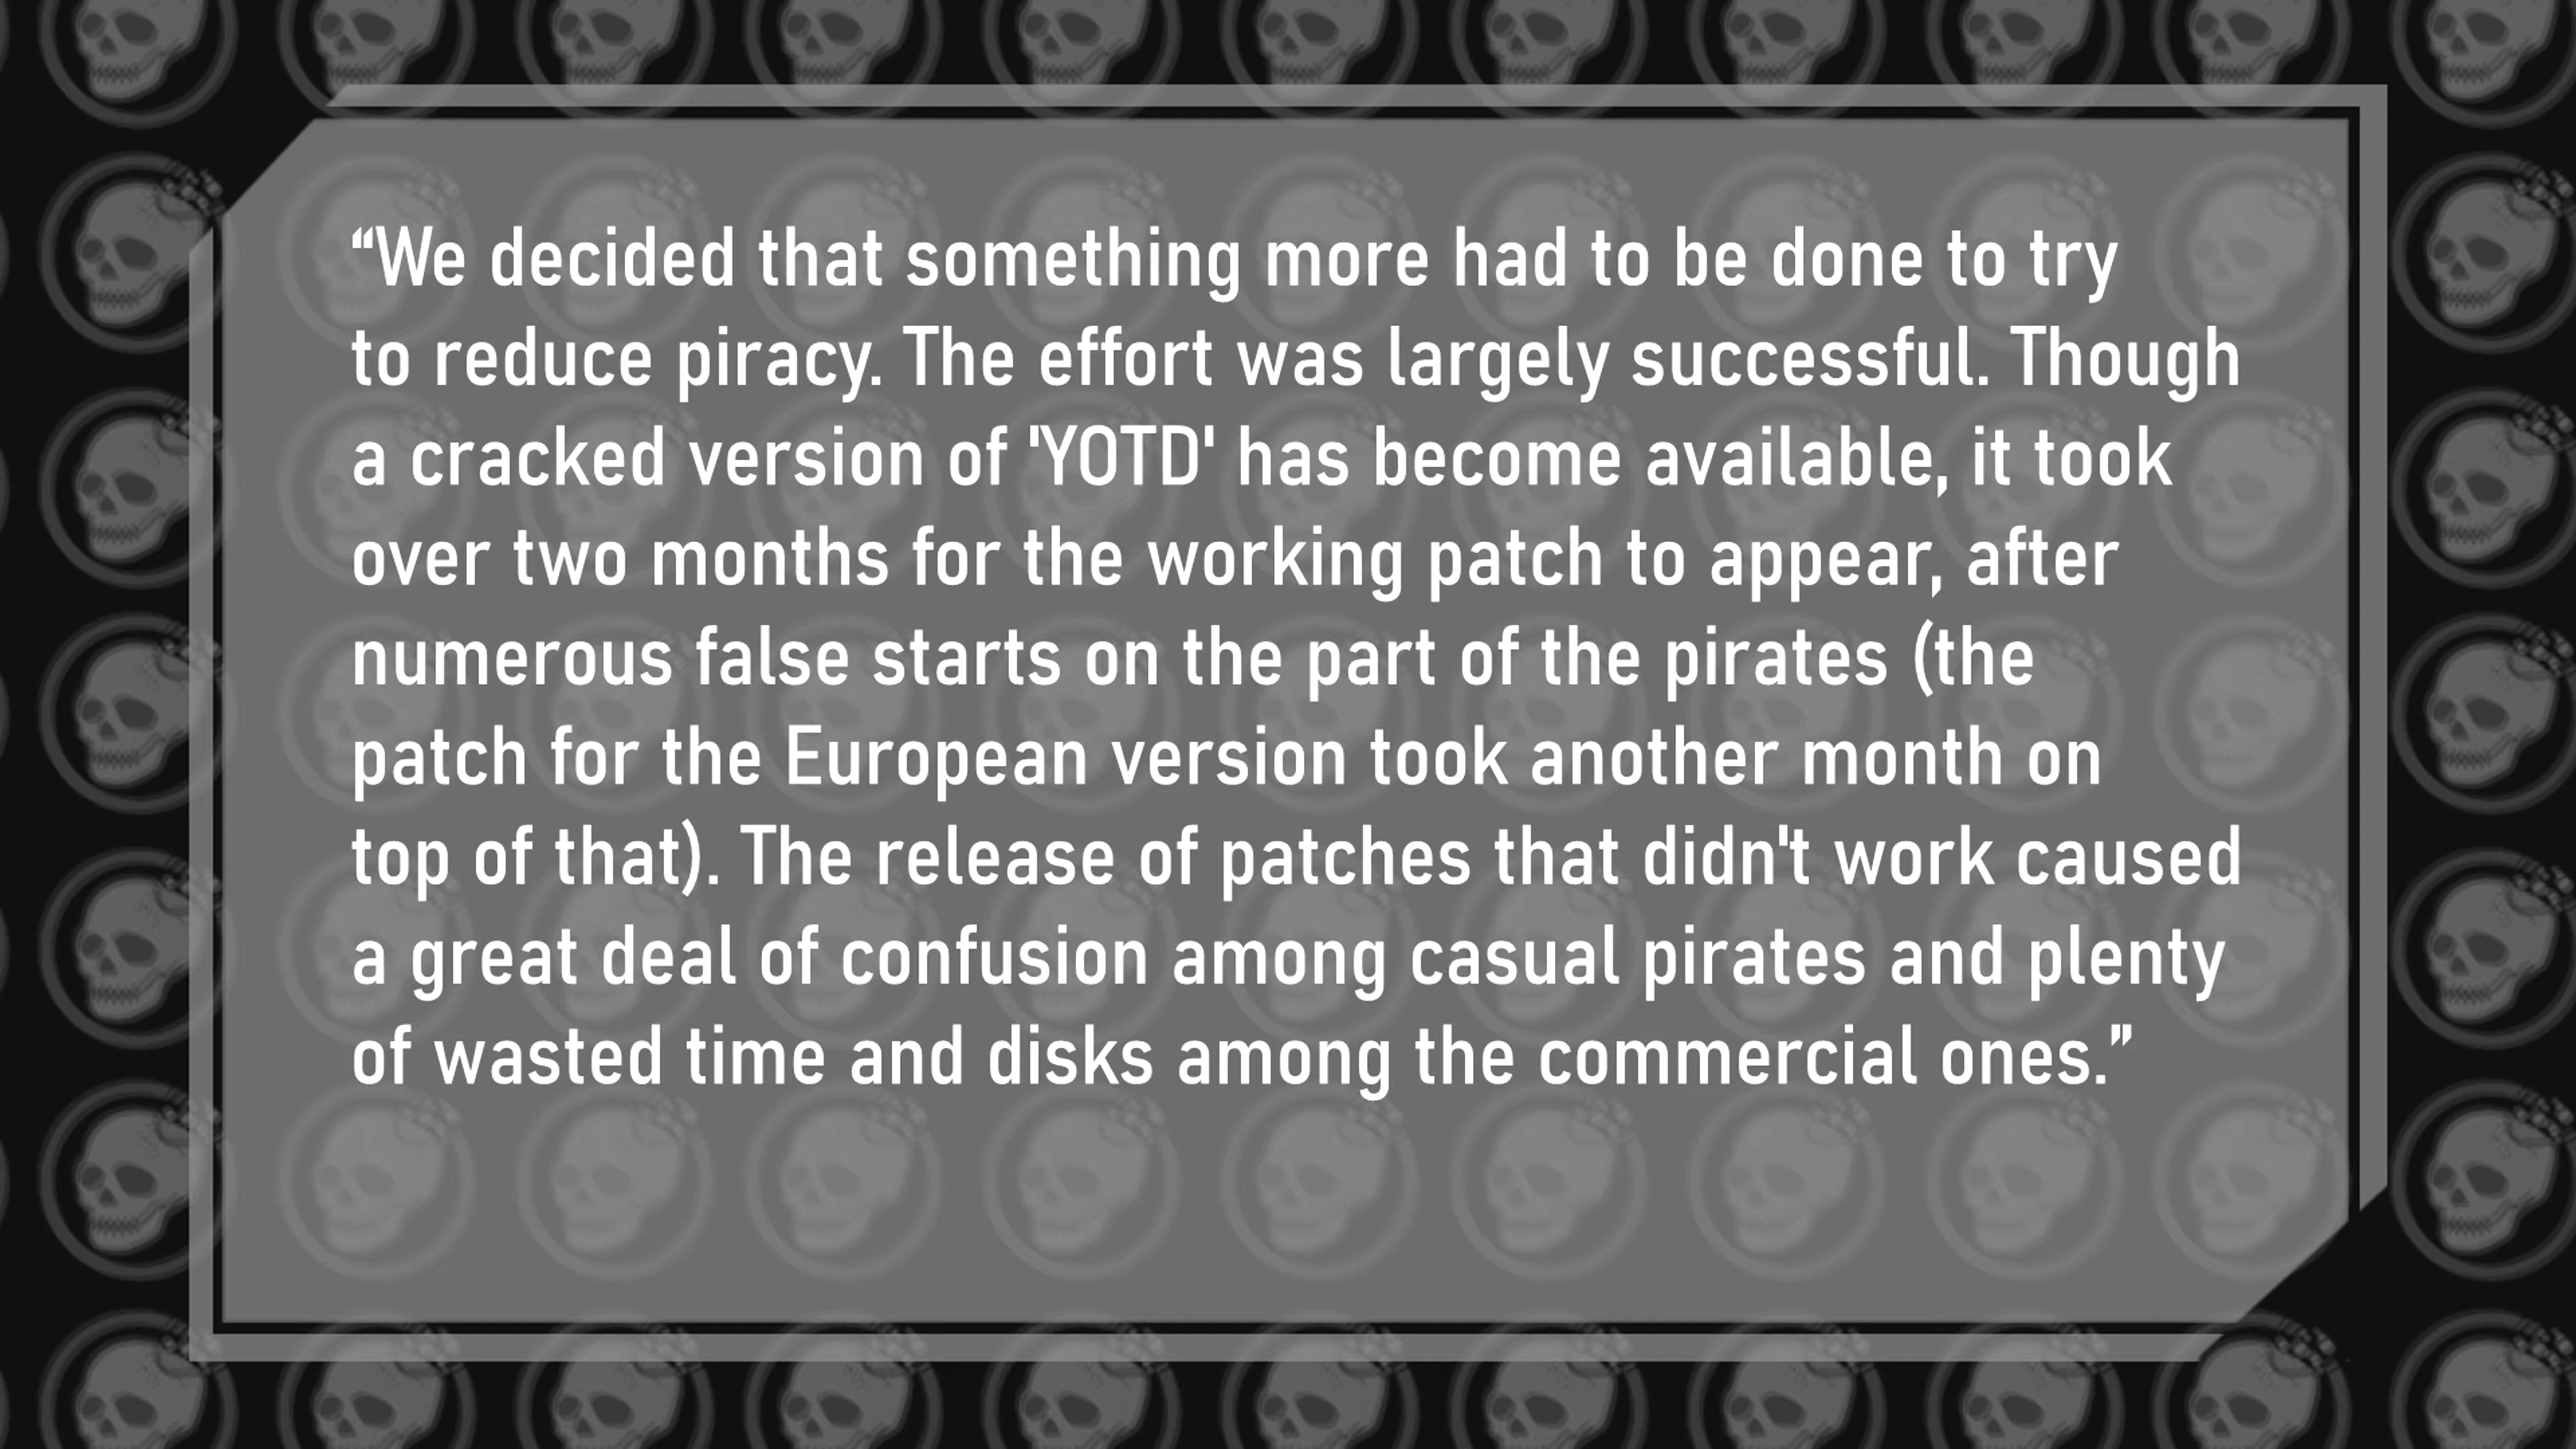 “We decided that something more had to be done to try
to reduce piracy. The effort was largely successful. Though
a cracked version of 'YOTD' has become available, it took
over two months for the working patch to appear, after
numerous false starts on the part of the pirates (the
patch for the European version took another month on
top of that). The release of patches that didn't work caused
a great deal of confusion among casual pirates and plenty
of wasted time and disks among the commercial ones.”